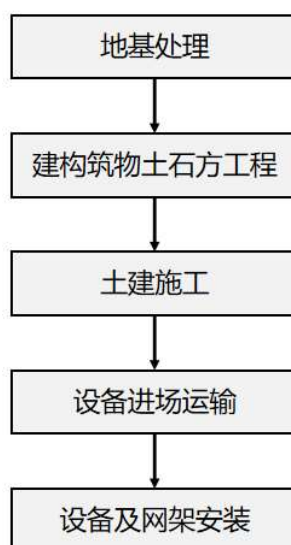 地基处理
建构筑物土石方工程
土建施工
设备进场运输
设备及网架安装